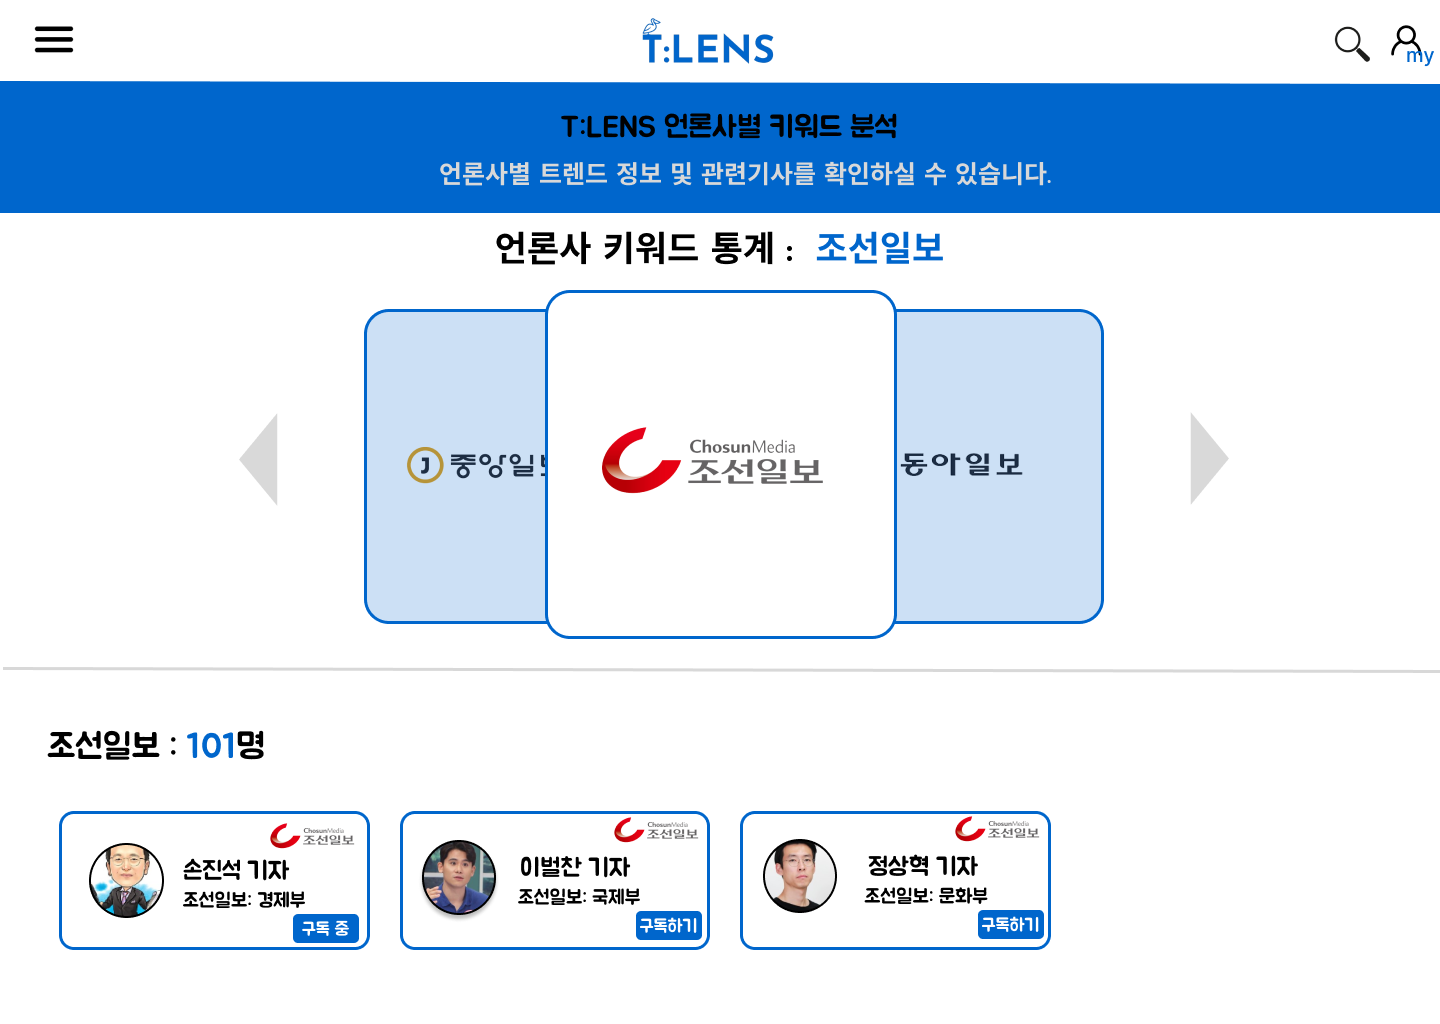 T:LENS
my
T:LENS 언론사별 키워드 분석
언론사별 트렌드 정보 및 관련기사를 확인하실 수 있습니다.
언론사 키워드 통계 : 조선일보
J 중앙일보
ChosunMedia
조선일보
동아일보
조선일보 : 101명
ChosunMedia
조선일보
손진석 기자
조선일보: 경제부
구독 중
ChosunMedia
조선일보
이벌찬 기자
조선일보: 국제부
구독하기
ChosunMedia
조선일보
정상혁 기자
조선일보: 문화부
구독하기